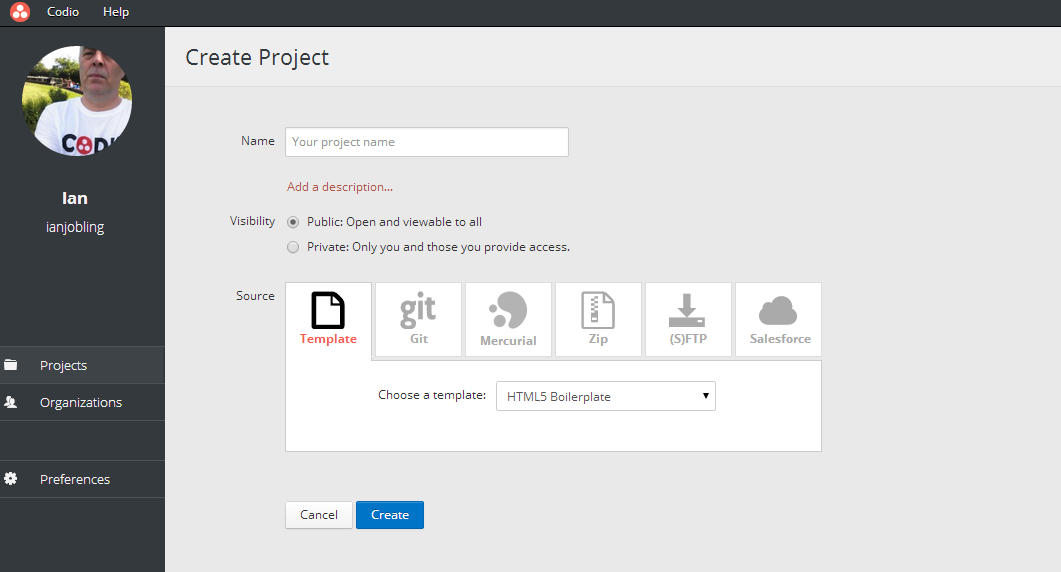 Codio Help
Create Project
CODI
Ian
ianjobling
Projects
Organizations
Preferences
Name Your project name
Add a description...
Visibility Public: Open and viewable to all
Private: Only you and those you provide access.
Source
git
Template Git Mercurial Zip (S)FTP Salesforce
Choose a template: HTML5 Boilerplate
Cancel Create